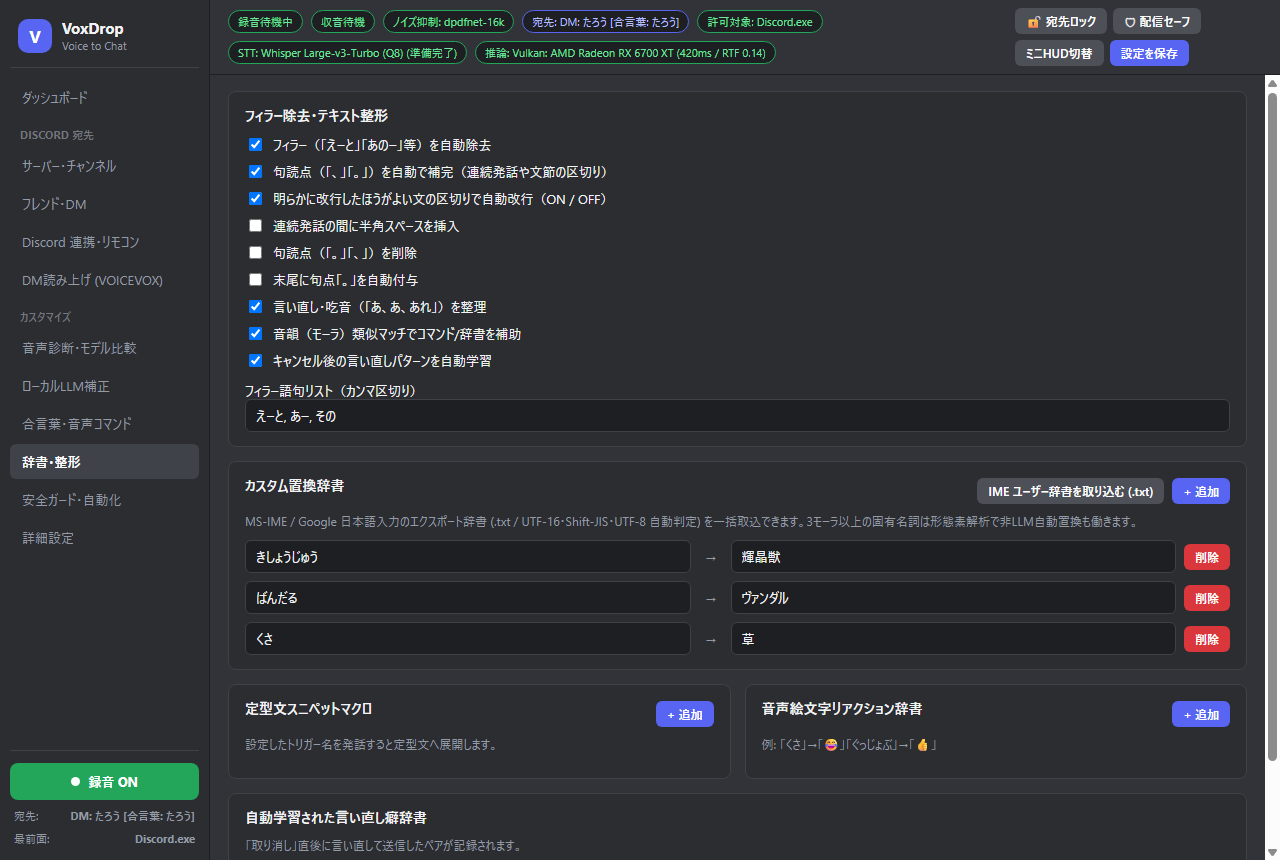 V
VoxDrop
Voice to Chat
録音待機中
収音待機
ノイズ抑制: dpdfnet-16k
宛先: DM: たろう [合言葉: たろう]
許可対象: Discord.exe
STT: Whisper Large-v3-Turbo (Q8) (準備完了)
推論: Vulkan: AMD Radeon RX 6700 XT (420ms / RTF 0.14)
🔓 宛先ロック
🛡 配信セーフ
ミニHUD切替
設定を保存
ダッシュボード
DISCORD 宛先
サーバー・チャンネル
フレンド・DM
Discord 連携・リモコン
DM読み上げ (VOICEVOX)
カスタマイズ
音声診断・モデル比較
ローカルLLM補正
合言葉・音声コマンド
辞書・整形
安全ガード・自動化
詳細設定
● 録音 ON
宛先: DM: たろう [合言葉: たろう]
最前面: Discord.exe
フィラー除去・テキスト整形
フィラー（「えーと」「あのー」等）を自動除去
句読点（「、」「。」）を自動で補完（連続発話や文節の区切り）
明らかに改行したほうがよい文の区切りで自動改行（ON / OFF）
連続発話の間に半角スペースを挿入
句読点（「。」「、」）を削除
末尾に句点「。」を自動付与
言い直し・吃音（「あ、あ、あれ」）を整理
音韻（モーラ）類似マッチでコマンド/辞書を補助
キャンセル後の言い直しパターンを自動学習
フィラー語句リスト（カンマ区切り）
えーと, あー, その
カスタム置換辞書
IME ユーザー辞書を取り込む (.txt)
+ 追加
MS-IME / Google 日本語入力のエクスポート辞書 (.txt / UTF-16・Shift-JIS・UTF-8 自動判定) を一括取込できます。3モーラ以上の固有名詞は形態素解析で非LLM自動置換も働きます。
きしょうじゅう → 輝晶獣 削除
ばんだる → ヴァンダル 削除
くさ → 草 削除
定型文スニペットマクロ
+ 追加
設定したトリガー名を発話すると定型文へ展開します。
音声絵文字リアクション辞書
+ 追加
例: 「くさ」→「😂」「ぐっじょぶ」→「👍」
自動学習された言い直し癖辞書
「取り消し」直後に言い直して送信したペアが記録されます。